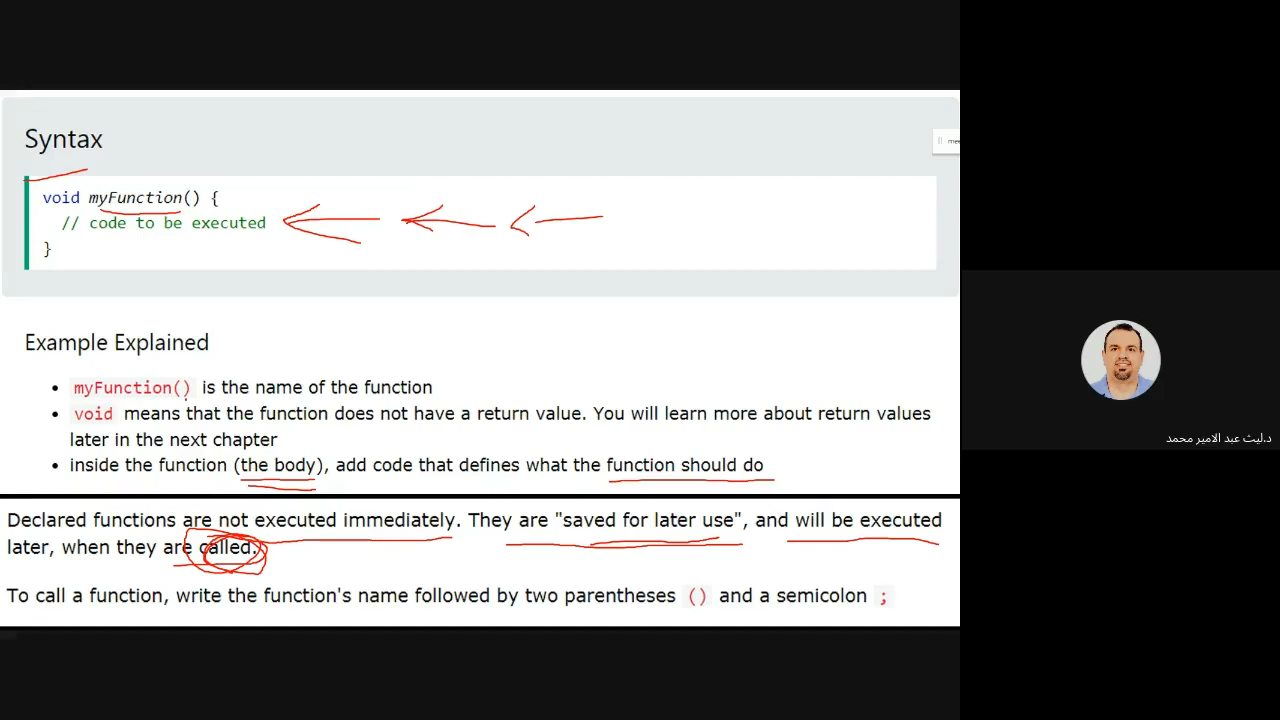 Syntax
void myFunction() {
// code to be executed
}
Example Explained
myFunction() is the name of the function
void means that the function does not have a return value. You will learn more about return values
later in the next chapter
inside the function (the body), add code that defines what the function should do
Declared functions are not executed immediately. They are "saved for later use", and will be executed
later, when they are called.
To call a function, write the function's name followed by two parentheses () and a semicolon ;
د.ليث عبد الامير محمد